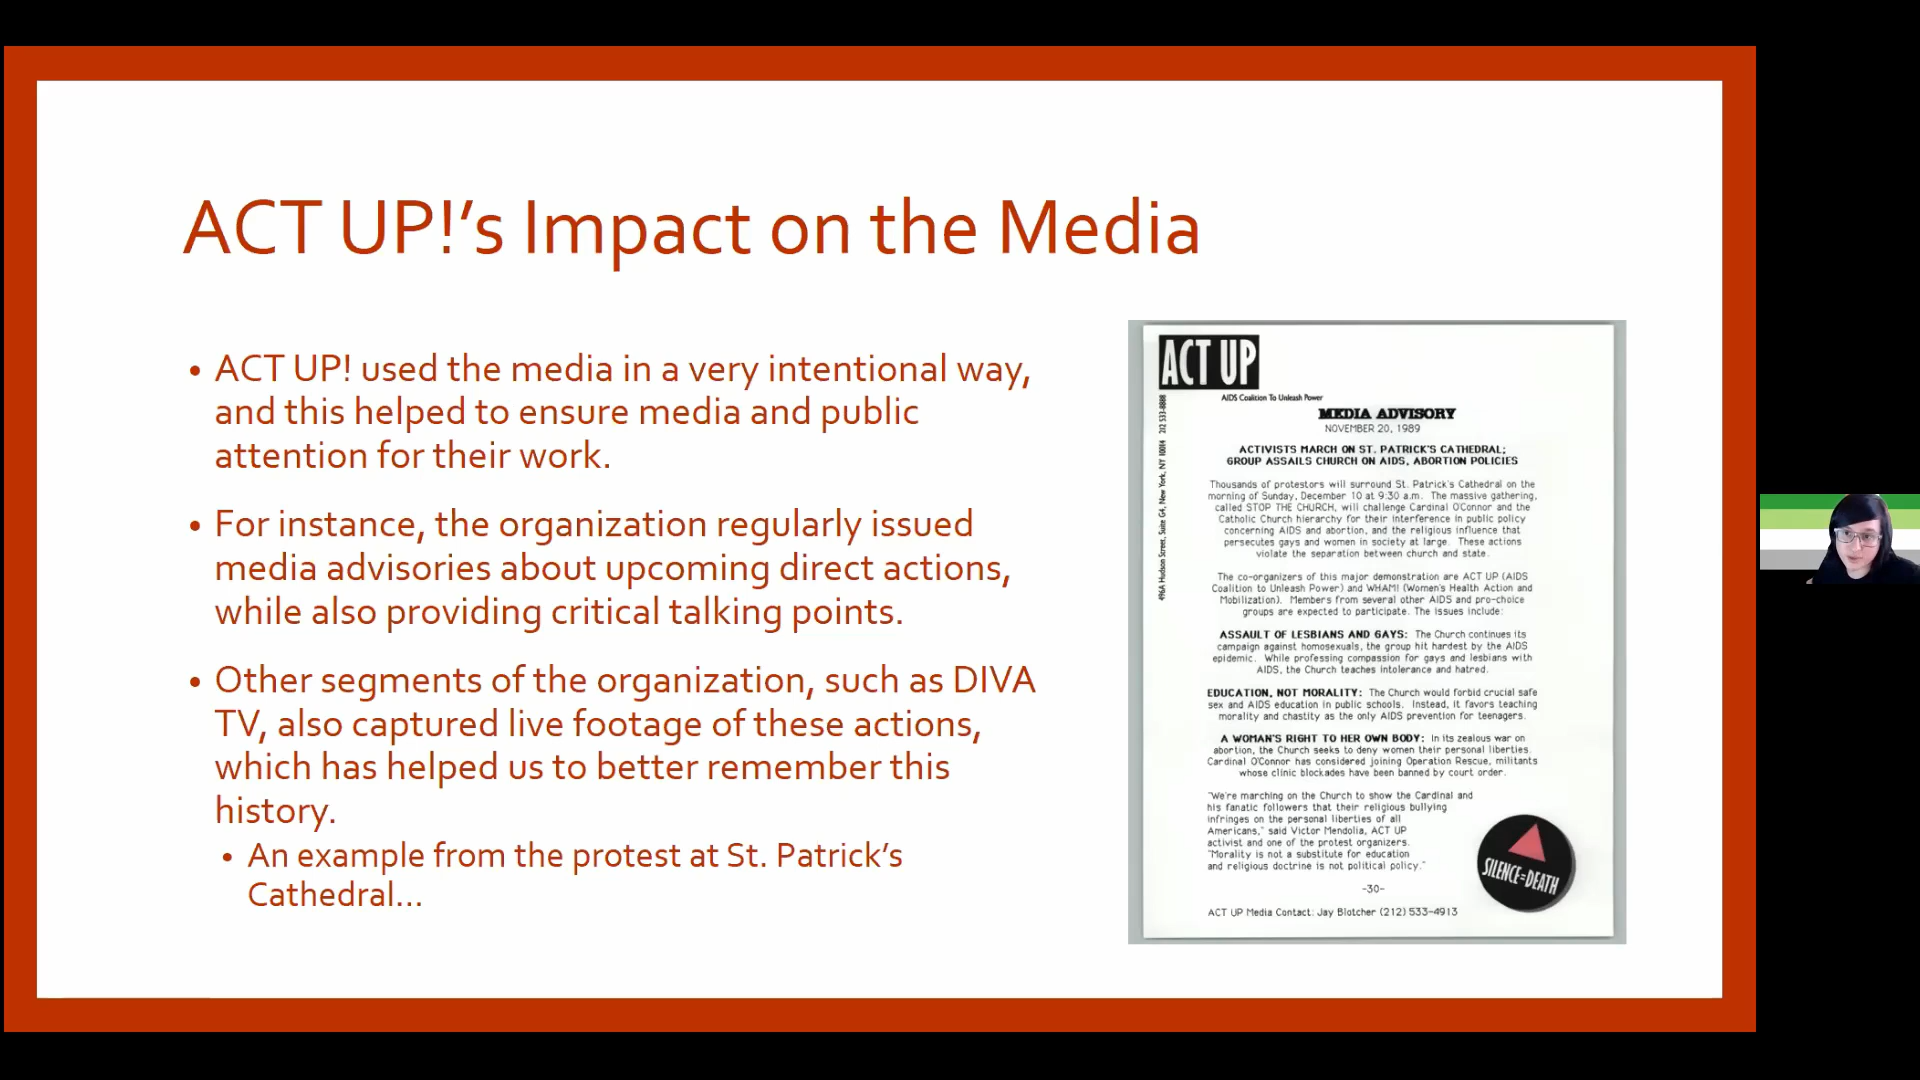 ACT UP!’s Impact on the Media
• ACT UP! used the media in a very intentional way,
and this helped to ensure media and public
attention for their work.
• For instance, the organization regularly issued
media advisories about upcoming direct actions,
while also providing critical talking points.
• Other segments of the organization, such as DIVA
TV, also captured live footage of these actions,
which has helped us to better remember this
history.
• An example from the protest at St. Patrick’s
Cathedral…
ACT UP
AIDS Coalition To Unleash Power
496A Hudson Street, Suite G4, New York, NY 10014 212 533-8888
MEDIA ADVISORY
NOVEMBER 20, 1989
ACTIVISTS MARCH ON ST. PATRICK'S CATHEDRAL;
GROUP ASSAILS CHURCH ON AIDS, ABORTION POLICIES
Thousands of protestors will surround St. Patrick's Cathedral on the
morning of Sunday, December 10 at 9:30 a.m. The massive gathering,
called STOP THE CHURCH, will challenge Cardinal O'Connor and the
Catholic Church hierarchy for their interference in public policy
concerning AIDS and abortion, and the religious influence that
persecutes gays and women in society at large. These actions
violate the separation between church and state.
The co-organizers of this major demonstration are ACT UP (AIDS
Coalition to Unleash Power) and WHAM! (Women's Health Action and
Mobilization). Members from several other AIDS and pro-choice
groups are expected to participate. The issues include:
ASSAULT OF LESBIANS AND GAYS: The Church continues its
campaign against homosexuals, the group hit hardest by the AIDS
epidemic. While professing compassion for gays and lesbians with
AIDS, the Church teaches intolerance and hatred.
EDUCATION, NOT MORALITY: The Church would forbid crucial safe
sex and AIDS education in public schools. Instead, it favors teaching
morality and chastity as the only AIDS prevention for teenagers.
A WOMAN'S RIGHT TO HER OWN BODY: In its zealous war on
abortion, the Church seeks to deny women their personal liberties.
Cardinal O'Connor has considered joining Operation Rescue, militants
whose clinic blockades have been banned by court order.
"We're marching on the Church to show the Cardinal and
his fanatic followers that their religious bullying
infringes on the personal liberties of all
Americans," said Victor Mendolia, ACT UP
activist and one of the protest organizers.
"Morality is not a substitute for education
and religious doctrine is not political policy."
-30-
ACT UP Media Contact: Jay Blotcher (212) 533-4913
SILENCE=DEATH